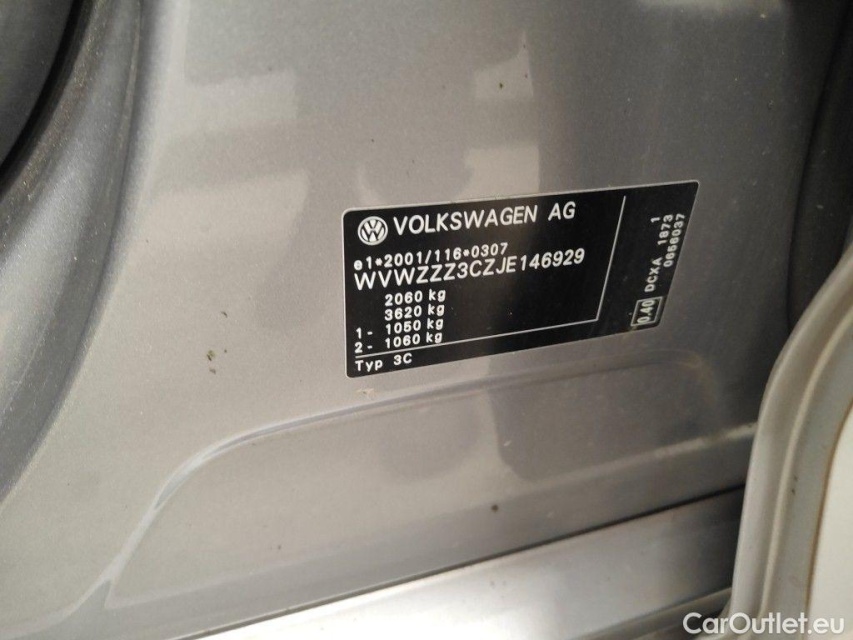 VOLKSWAGEN AG
e1*2001/116*0307
WVWZZZ3CZJE146929
2060 kg
3620 kg
1- 1050 kg
2- 1060 kg
Typ 3C
0.40 DCXA 1873 1
0656037
CarOutlet.eu